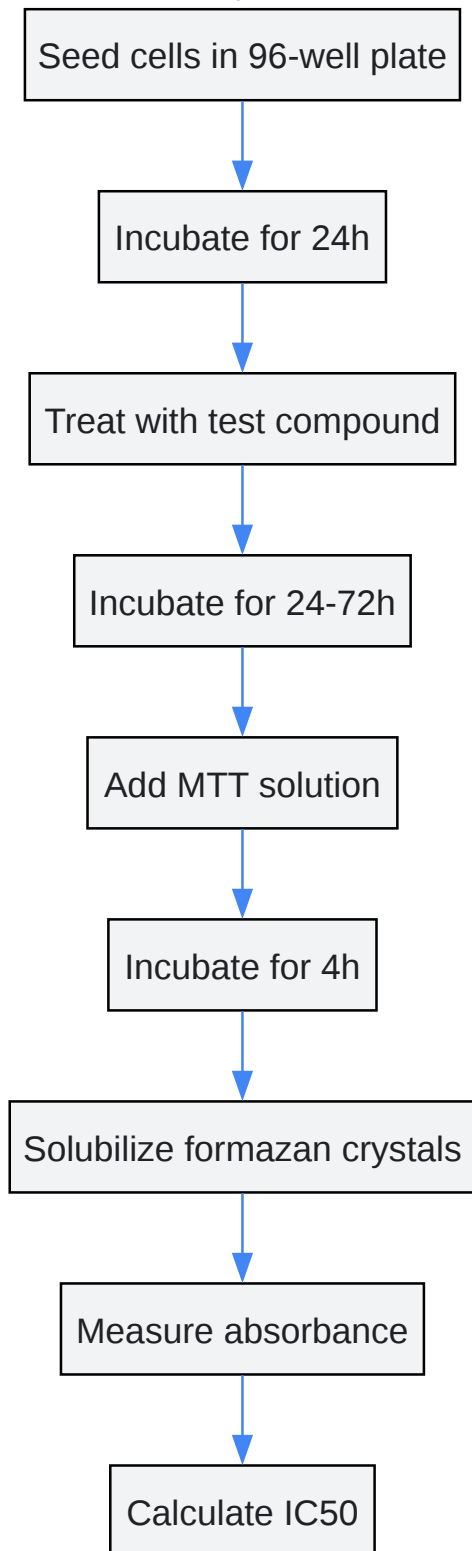 Seed cells in 96-well plate
Incubate for 24h
Treat with test compound
Incubate for 24-72h
Add MTT solution
Incubate for 4h
Solubilize formazan crystals
Measure absorbance
Calculate IC50